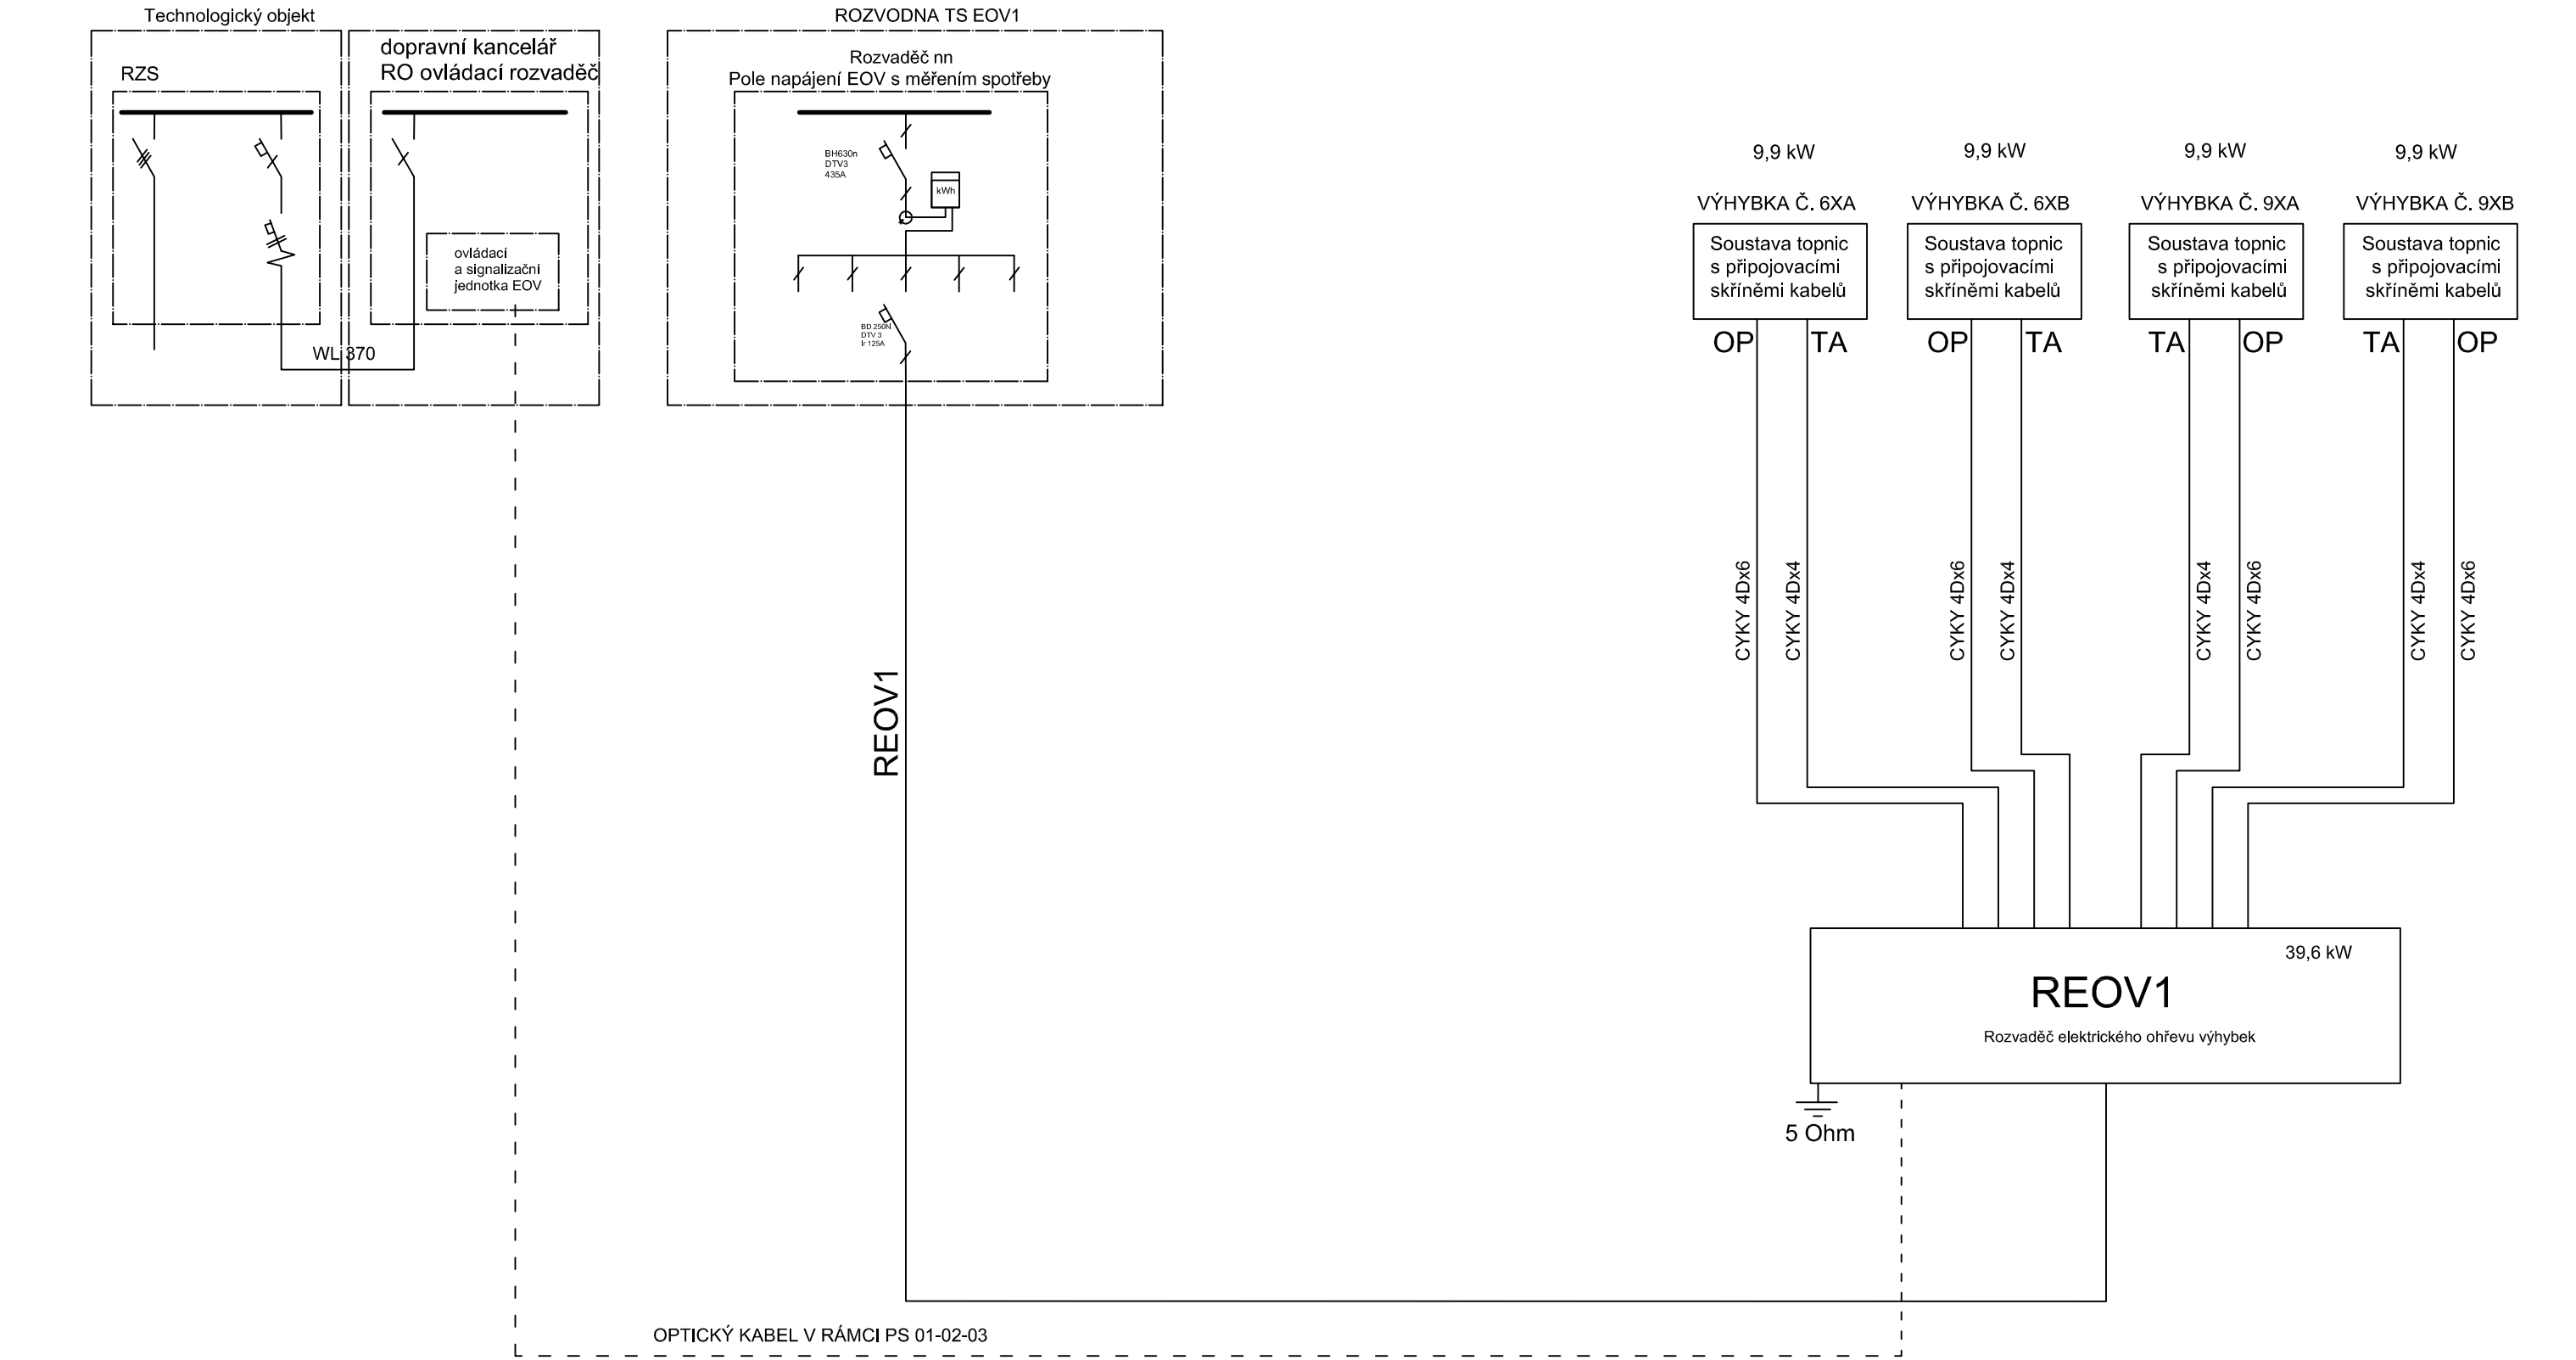 Technologický objekt
RZS
dopravní kancelář
RO ovládací rozvaděč
ovládací
a signalizační
jednotka EOV
WL 370
ROZVODNA TS EOV1
Rozvaděč nn
Pole napájení EOV s měřením spotřeby
BH630n
DTV3
435A
kWh
BD 250N
DTV 3
Ir 125A
REOV1
9,9 kW
VÝHYBKA Č. 6XA
Soustava topnic
s připojovacími
skříněmi kabelů
OP
TA
CYKY 4Dx6
CYKY 4Dx4
9,9 kW
VÝHYBKA Č. 6XB
Soustava topnic
s připojovacími
skříněmi kabelů
OP
TA
CYKY 4Dx6
CYKY 4Dx4
9,9 kW
VÝHYBKA Č. 9XA
Soustava topnic
s připojovacími
skříněmi kabelů
TA
OP
CYKY 4Dx4
CYKY 4Dx6
9,9 kW
VÝHYBKA Č. 9XB
Soustava topnic
s připojovacími
skříněmi kabelů
TA
OP
CYKY 4Dx4
CYKY 4Dx6
39,6 kW
REOV1
Rozvaděč elektrického ohřevu výhybek
5 Ohm
OPTICKÝ KABEL V RÁMCI PS 01-02-03